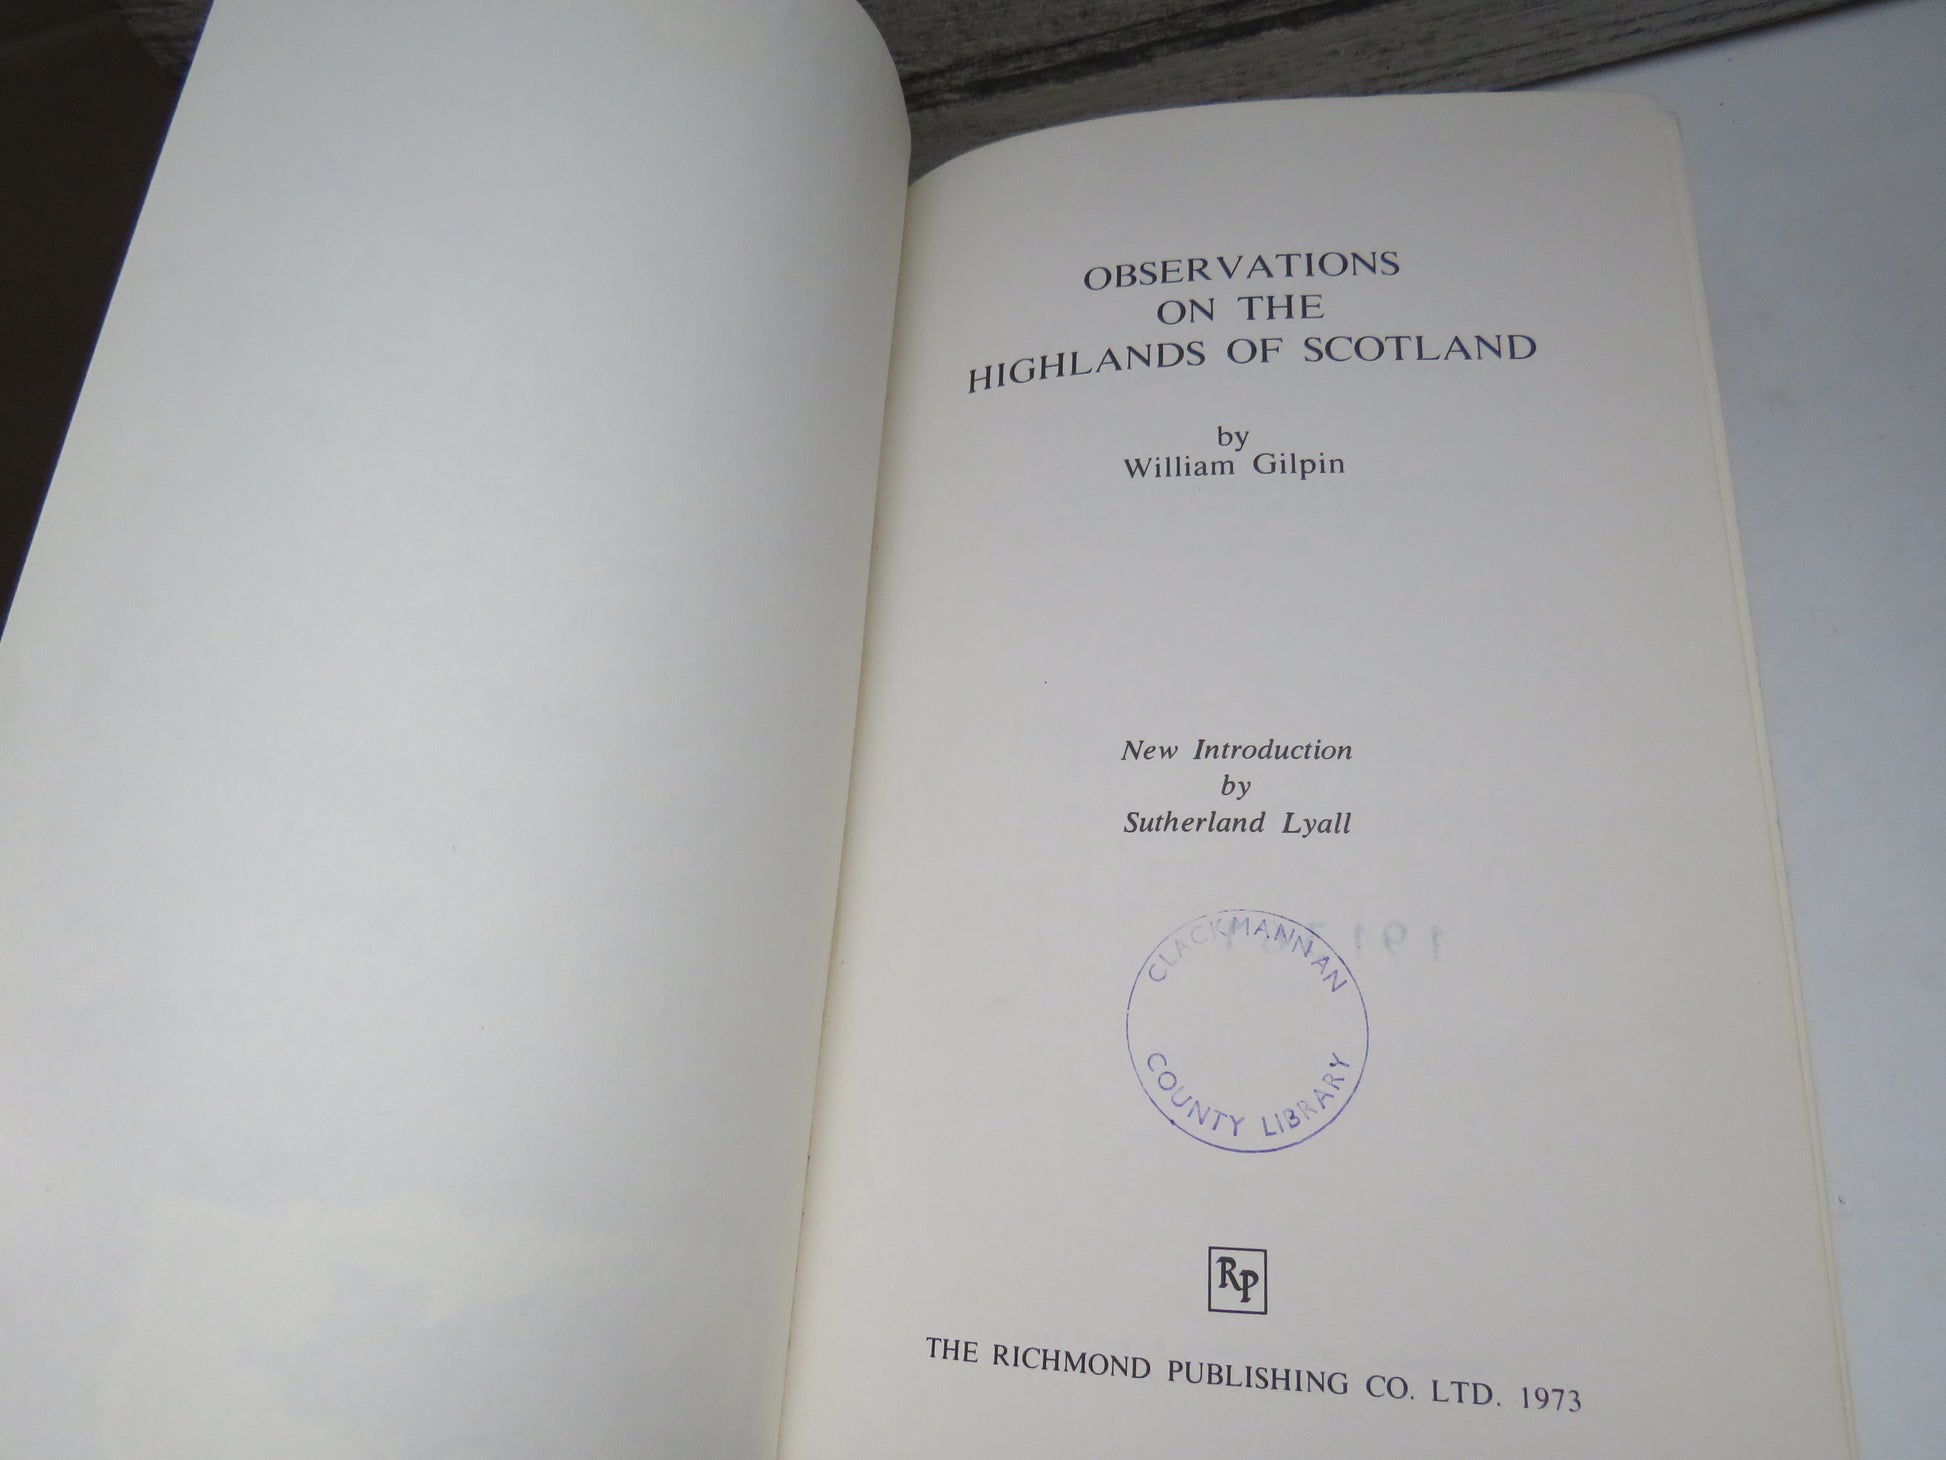 OBSERVATIONS
ON THE
HIGHLANDS OF SCOTLAND
by
William Gilpin
New Introduction
by
Sutherland Lyall
CLACKMANNAN
COUNTY LIBRARY
RP
THE RICHMOND PUBLISHING CO. LTD. 1973